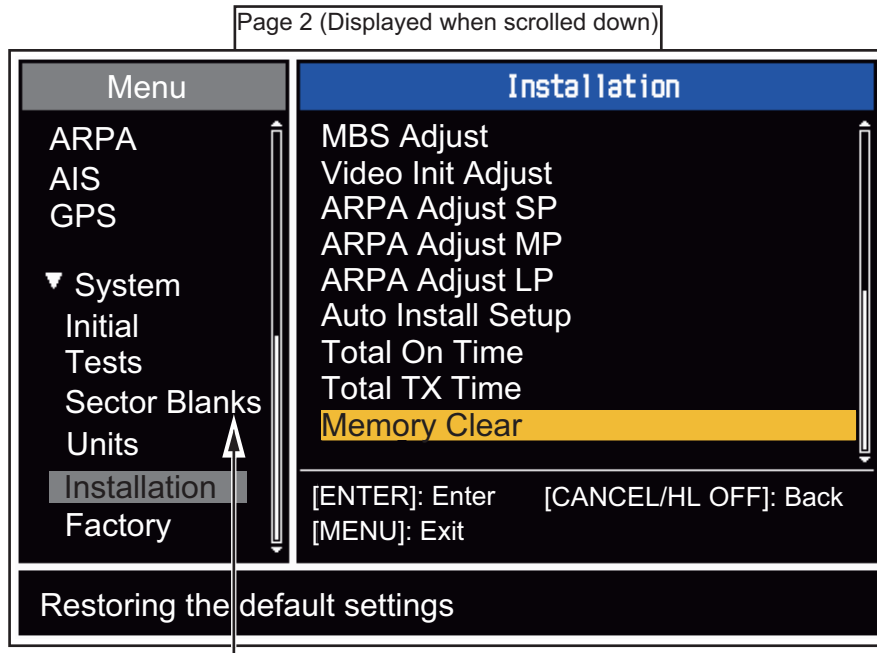 Page 2 (Displayed when scrolled down)
Menu
ARPA
AIS
GPS
▼ System
Initial
Tests
Sector Blanks
Units
Installation
Factory
Installation
MBS Adjust
Video Init Adjust
ARPA Adjust SP
ARPA Adjust MP
ARPA Adjust LP
Auto Install Setup
Total On Time
Total TX Time
Memory Clear
[ENTER]: Enter [CANCEL/HL OFF]: Back
[MENU]: Exit
Restoring the default settings